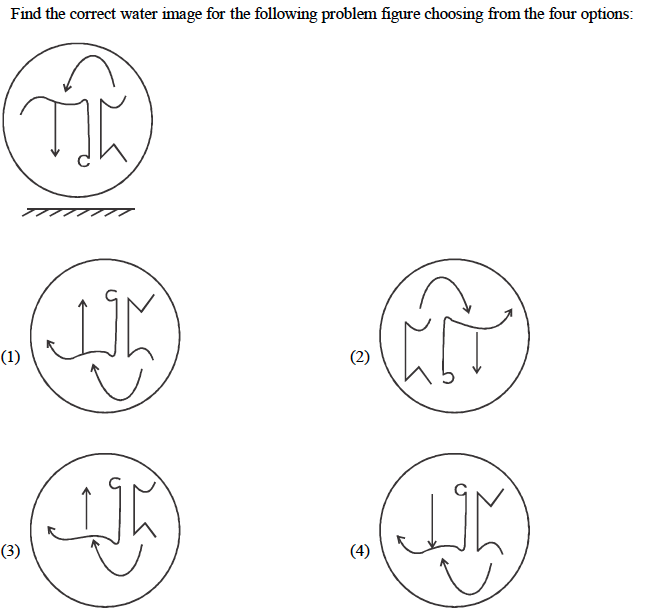 Find the correct water image for the following problem figure choosing from the four options:
(1)
(2)
(3)
(4)